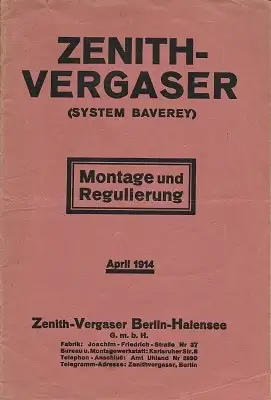 ZENITH-
VERGASER
(SYSTEM BAVEREY)
Montage und
Regulierung
April 1914
Zenith-Vergaser Berlin-Halensee
G. m. b. H.
Fabrik: Joachim-Friedrich-Straße Nr 37
Bureau u. Montagewerkstatt: Karlsruher Str. 8
Telephon-Anschluß: Amt Uhland Nr 2990
Telegramm-Adresse: Zenithvergaser, Berlin